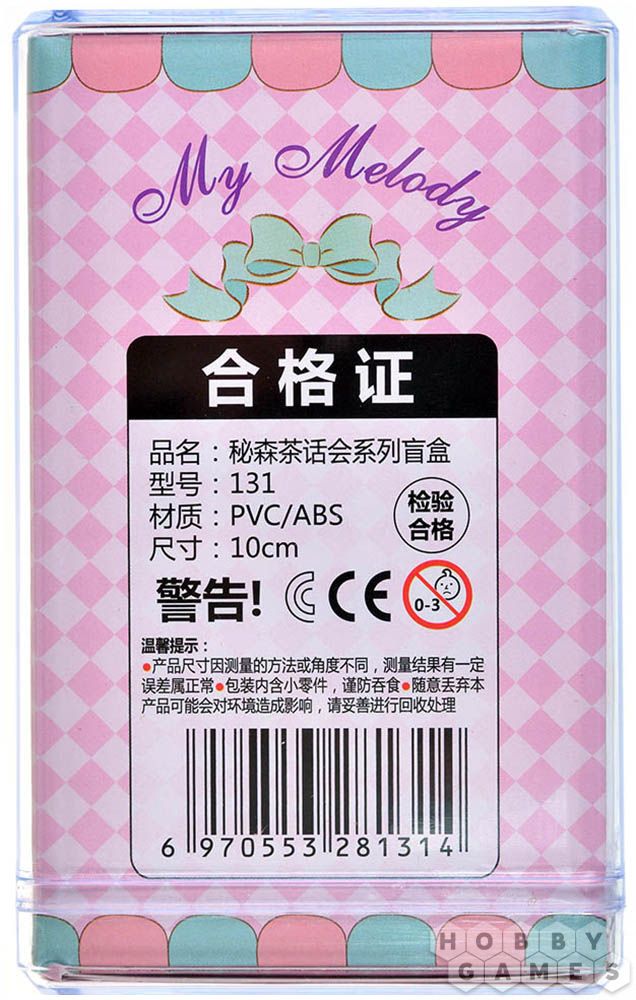 My Melody
合格证
品名：秘森茶话会系列盲盒
型号：131
材质：PVC/ABS
尺寸：10cm
检验
合格
警告! CE
0-3
温馨提示：
●产品尺寸因测量的方法或角度不同，测量结果有一定
误差属正常●包装内含小零件，谨防吞食●随意丢弃本
产品可能会对环境造成影响，请妥善进行回收处理
6 970553 281314
HOBBY
GAMES